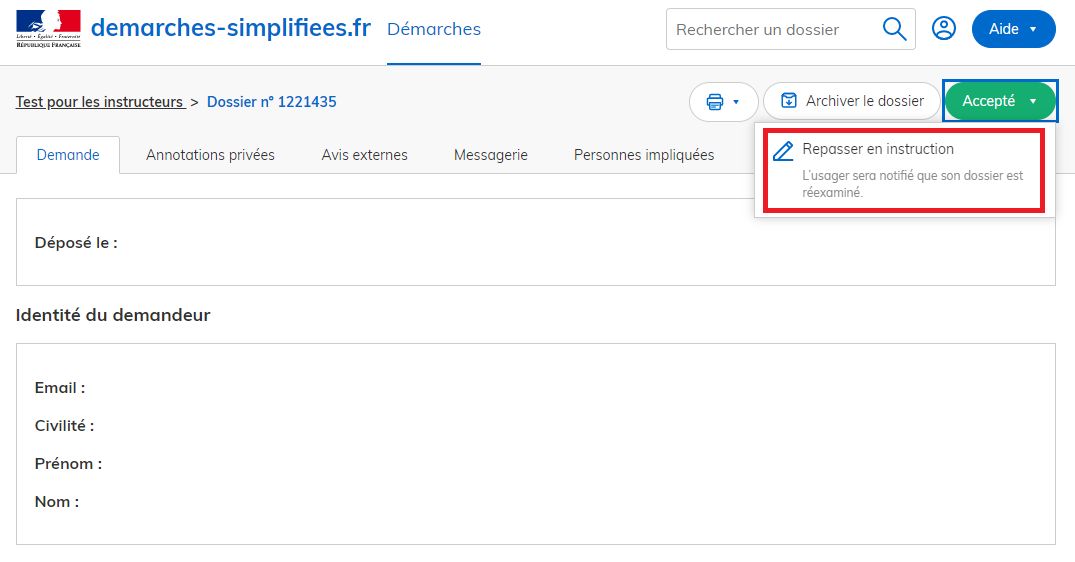 demarches-simplifiees.fr Démarches Rechercher un dossier Aide
Liberté • Égalité • Fraternité
RÉPUBLIQUE FRANÇAISE
Test pour les instructeurs > Dossier n° 1221435 Archiver le dossier Accepté
Demande Annotations privées Avis externes Messagerie Personnes impliquées
Repasser en instruction
L'usager sera notifié que son dossier est
réexaminé.
Déposé le :
Identité du demandeur
Email :
Civilité :
Prénom :
Nom :